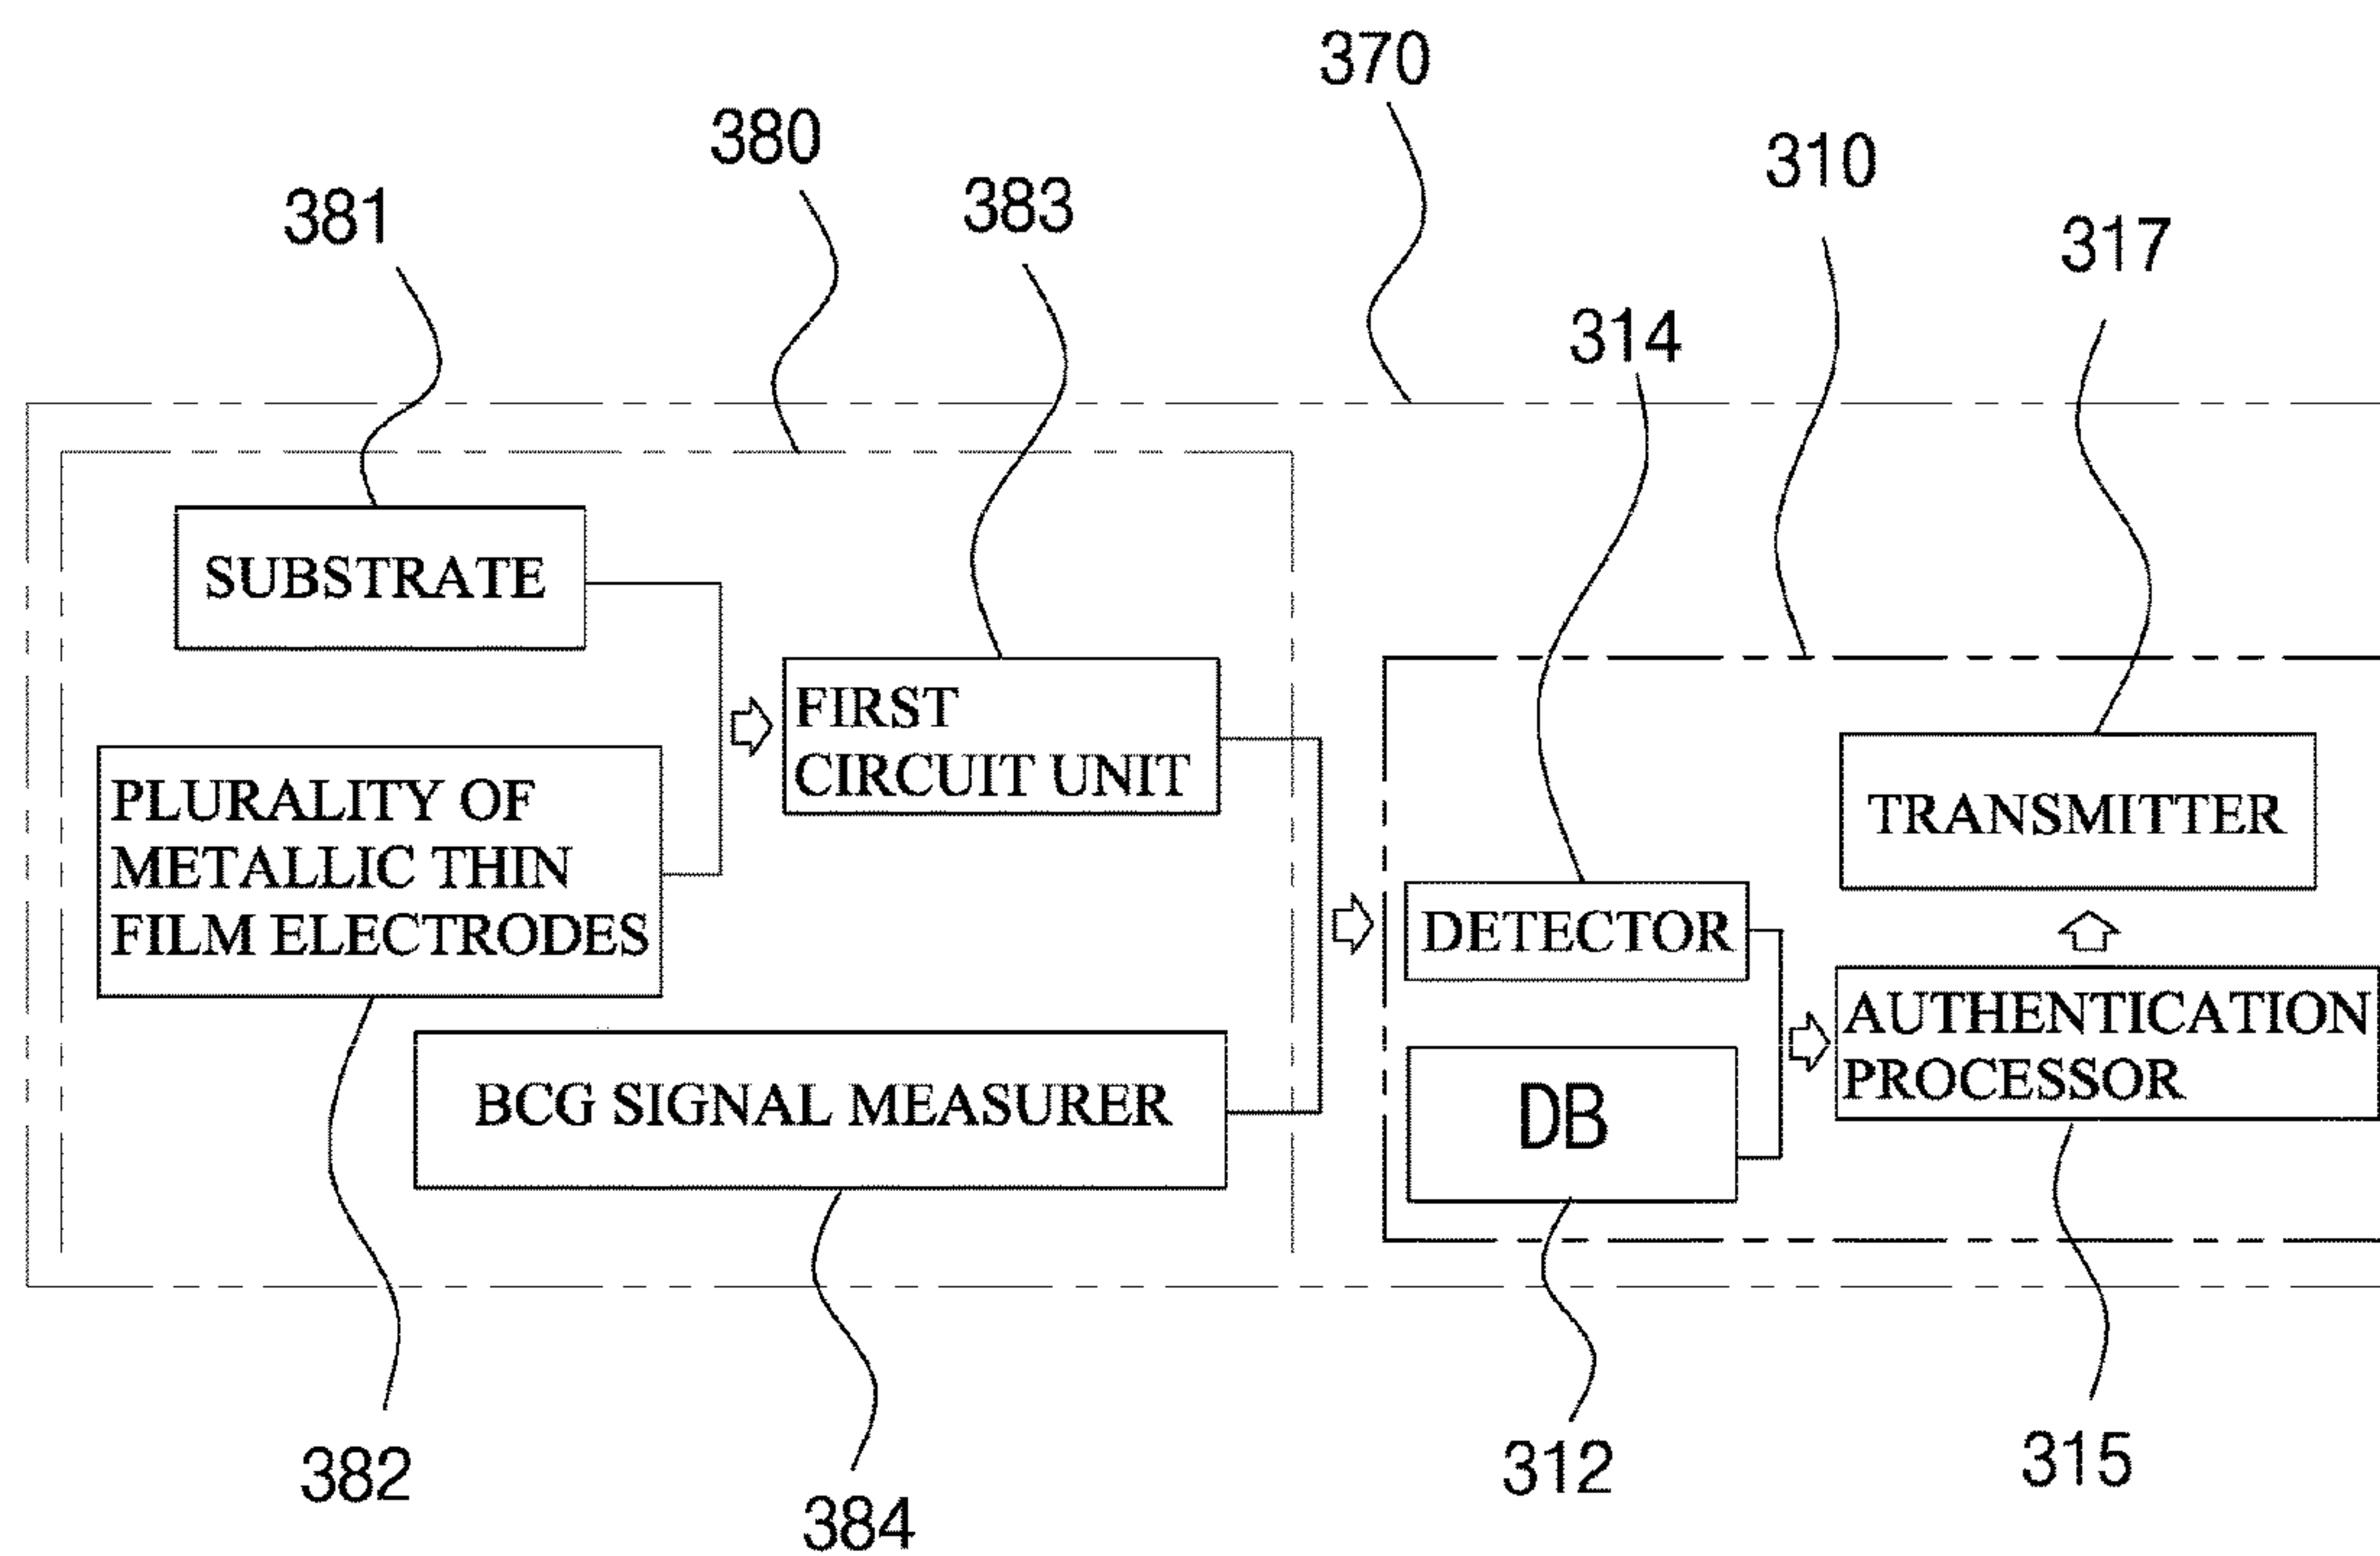 370
380
310
381
383
317
314
SUBSTRATE
FIRST
CIRCUIT UNIT
PLURALITY OF
METALLIC THIN
FILM ELECTRODES
TRANSMITTER
DETECTOR
AUTHENTICATION
PROCESSOR
BCG SIGNAL MEASURER
DB
382
384
312
315